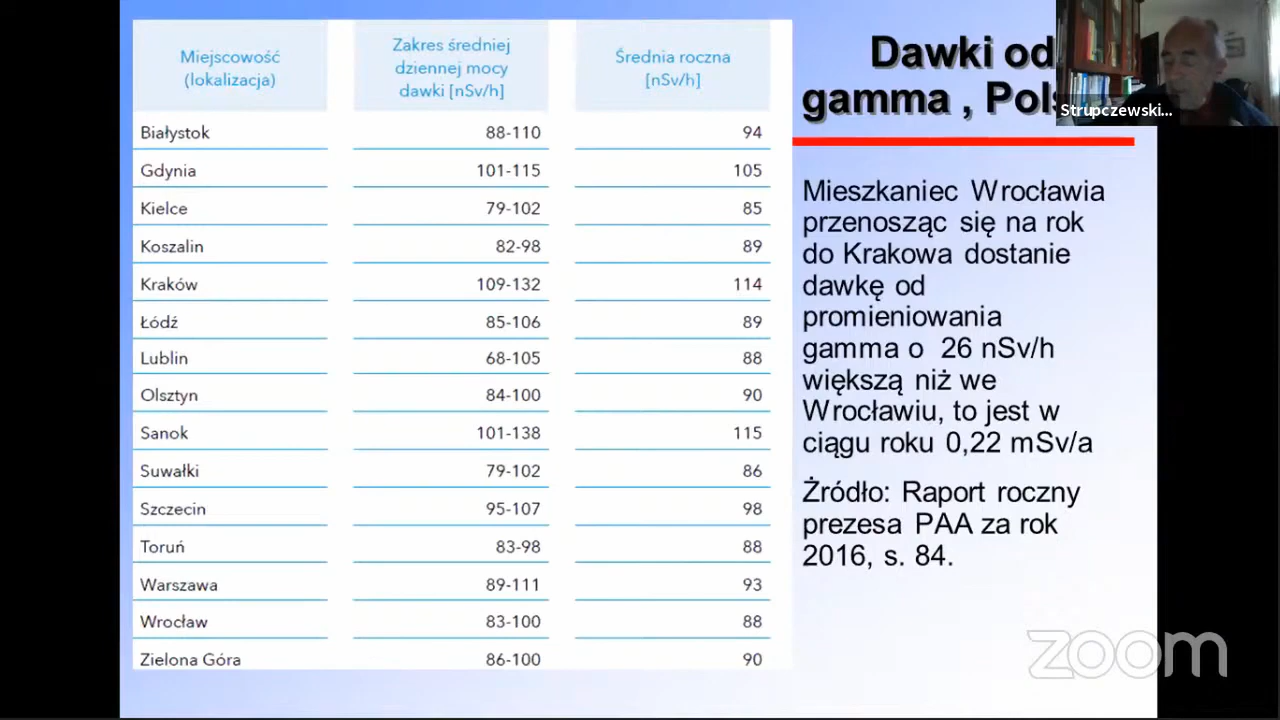 Miejscowość
(lokalizacja)
Zakres średniej
dziennej mocy
dawki [nSv/h]
Średnia roczna
[nSv/h]
Białystok 88-110 94
Gdynia 101-115 105
Kielce 79-102 85
Koszalin 82-98 89
Kraków 109-132 114
Łódź 85-106 89
Lublin 68-105 88
Olsztyn 84-100 90
Sanok 101-138 115
Suwałki 79-102 86
Szczecin 95-107 98
Toruń 83-98 88
Warszawa 89-111 93
Wrocław 83-100 88
Zielona Góra 86-100 90
Dawki od
gamma , Pols
Strupczewski...
Mieszkaniec Wrocławia
przenosząc się na rok
do Krakowa dostanie
dawkę od
promieniowania
gamma o 26 nSv/h
większą niż we
Wrocławiu, to jest w
ciągu roku 0,22 mSv/a
Żródło: Raport roczny
prezesa PAA za rok
2016, s. 84.
zoom